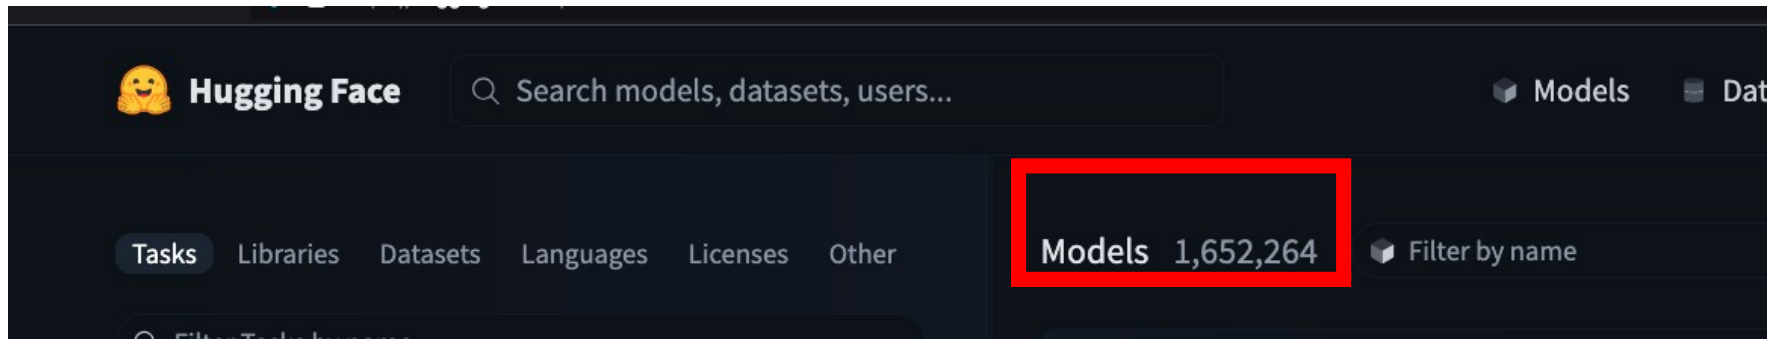 Hugging Face
Search models, datasets, users...
Models
Tasks Libraries Datasets Languages Licenses Other
Models 1,652,264
Filter by name